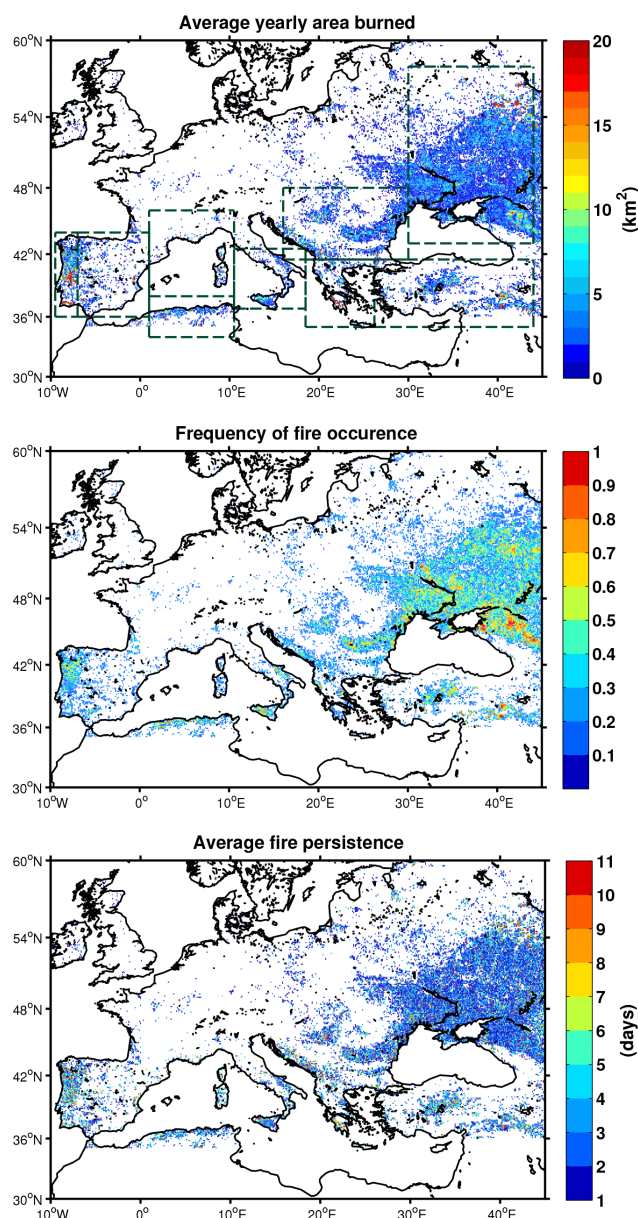 Average yearly area burned
60°N
54°N
48°N
42°N
36°N
30°N
10°W 0° 10°E 20°E 30°E 40°E
20
15
10
5
0
(km²)
Frequency of fire occurence
60°N
54°N
48°N
42°N
36°N
30°N
10°W 0° 10°E 20°E 30°E 40°E
1
0.9
0.8
0.7
0.6
0.5
0.4
0.3
0.2
0.1
Average fire persistence
60°N
54°N
48°N
42°N
36°N
30°N
10°W 0° 10°E 20°E 30°E 40°E
11
10
9
8
7
6
5
4
3
2
1
(days)